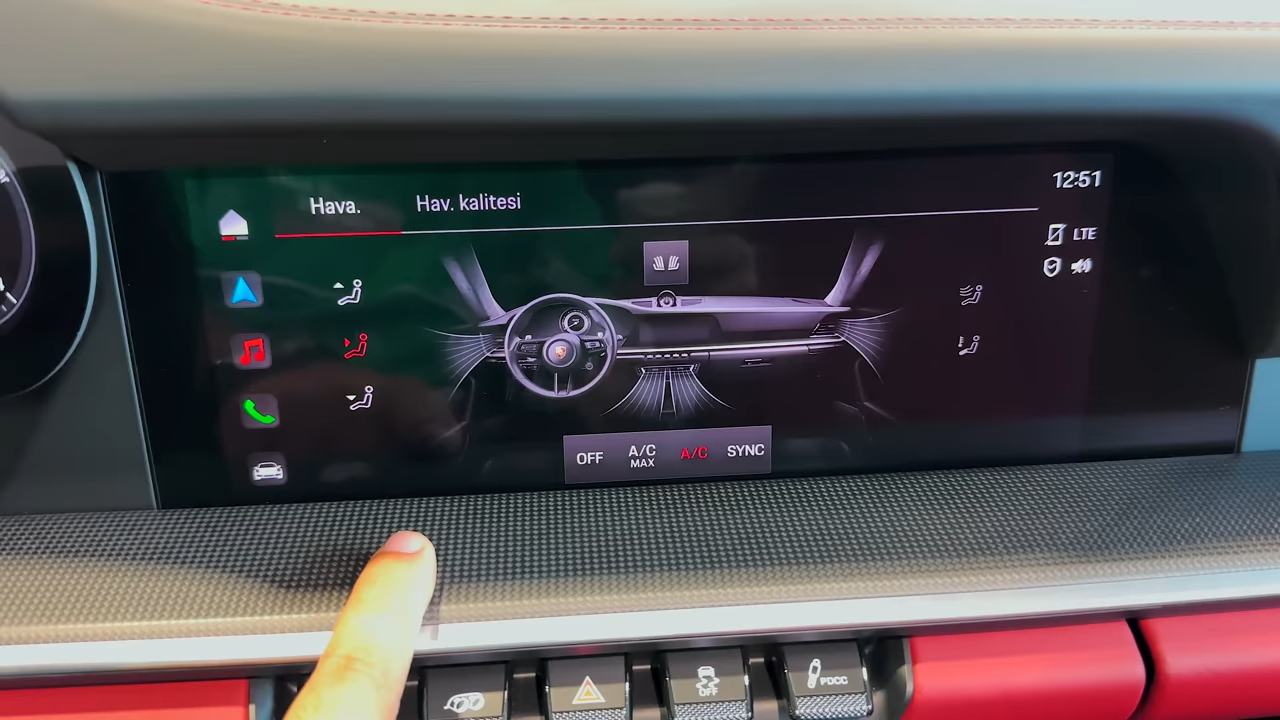 Hava.
Hav. kalitesi
12:51
LTE
OFF
A/C
MAX
A/C
SYNC
OFF
PDCC